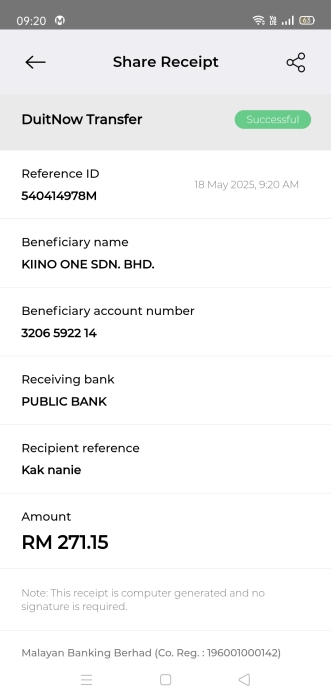 09:20
63
Share Receipt
DuitNow Transfer
Successful
Reference ID
18 May 2025, 9:20 AM
540414978M
Beneficiary name
KIINO ONE SDN. BHD.
Beneficiary account number
3206 5922 14
Receiving bank
PUBLIC BANK
Recipient reference
Kak nanie
Amount
RM 271.15
Note: This receipt is computer generated and no
signature is required.
Malayan Banking Berhad (Co. Reg. : 196001000142)